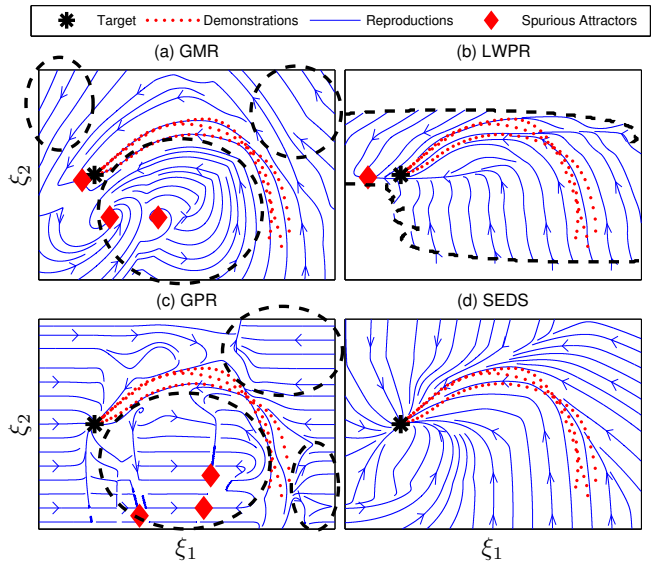 Target Demonstrations Reproductions Spurious Attractors
(a) GMR (b) LWPR
ξ2
(c) GPR (d) SEDS
ξ2
ξ1 ξ1